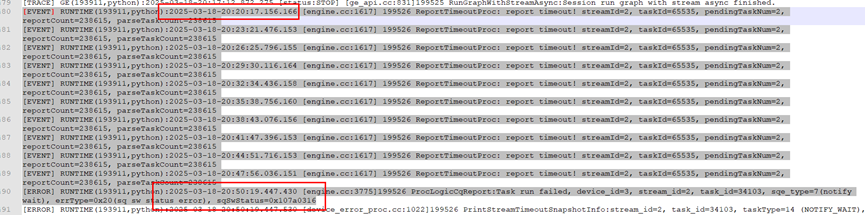 79 [TRACE] GE(193911,python):2025-03-18-20:17:12.872.375 [status:STOP] [ge_api.cc:831]199526 RunGraphWithStreamAsync:Session run graph with stream async finished.
80 [EVENT] RUNTIME(193911,python):2025-03-18-20:20:17.156.166 [engine.cc:1617] 199526 ReportTimeoutProc: report timeout! streamId=2, taskId=65535, pendingTaskNum=2,
reportCount=238615, parseTaskCount=238615
81 [EVENT] RUNTIME(193911,python):2025-03-18-20:23:21.476.153 [engine.cc:1617] 199526 ReportTimeoutProc: report timeout! streamId=2, taskId=65535, pendingTaskNum=2,
reportCount=238615, parseTaskCount=238615
82 [EVENT] RUNTIME(193911,python):2025-03-18-20:26:25.796.153 [engine.cc:1617] 199526 ReportTimeoutProc: report timeout! streamId=2, taskId=65535, pendingTaskNum=2,
reportCount=238615, parseTaskCount=238615
83 [EVENT] RUNTIME(193911,python):2025-03-18-20:29:30.116.164 [engine.cc:1617] 199526 ReportTimeoutProc: report timeout! streamId=2, taskId=65535, pendingTaskNum=2,
reportCount=238615, parseTaskCount=238615
84 [EVENT] RUNTIME(193911,python):2025-03-18-20:32:34.436.158 [engine.cc:1617] 199526 ReportTimeoutProc: report timeout! streamId=2, taskId=65535, pendingTaskNum=2,
reportCount=238615, parseTaskCount=238615
85 [EVENT] RUNTIME(193911,python):2025-03-18-20:35:38.756.160 [engine.cc:1617] 199526 ReportTimeoutProc: report timeout! streamId=2, taskId=65535, pendingTaskNum=2,
reportCount=238615, parseTaskCount=238615
86 [EVENT] RUNTIME(193911,python):2025-03-18-20:38:43.076.156 [engine.cc:1617] 199526 ReportTimeoutProc: report timeout! streamId=2, taskId=65535, pendingTaskNum=2,
reportCount=238615, parseTaskCount=238615
87 [EVENT] RUNTIME(193911,python):2025-03-18-20:41:47.396.153 [engine.cc:1617] 199526 ReportTimeoutProc: report timeout! streamId=2, taskId=65535, pendingTaskNum=2,
reportCount=238615, parseTaskCount=238615
88 [EVENT] RUNTIME(193911,python):2025-03-18-20:44:51.716.153 [engine.cc:1617] 199526 ReportTimeoutProc: report timeout! streamId=2, taskId=65535, pendingTaskNum=2,
reportCount=238615, parseTaskCount=238615
89 [EVENT] RUNTIME(193911,python):2025-03-18-20:47:56.036.151 [engine.cc:1617] 199526 ReportTimeoutProc: report timeout! streamId=2, taskId=65535, pendingTaskNum=2,
reportCount=238615, parseTaskCount=238615
90 [ERROR] RUNTIME(193911,python):2025-03-18-20:50:19.447.430 [engine.cc:3775]199526 ProcLogicCqReport:Task run failed, device_id=3, stream_id=2, task_id=34103, sqe_type=7(notify
wait), errType=0x20(sq sw status error), sqSwStatus=0x107a0316
91 [ERROR] RUNTIME(193911,python):2025-03-18-20:50:19.447.530 [device_error_proc.cc:1022]199526 PrintStreamTimeoutSnapshotInfo:stream_id=2, task_id=34103, taskType=14 (NOTIFY_WAIT),